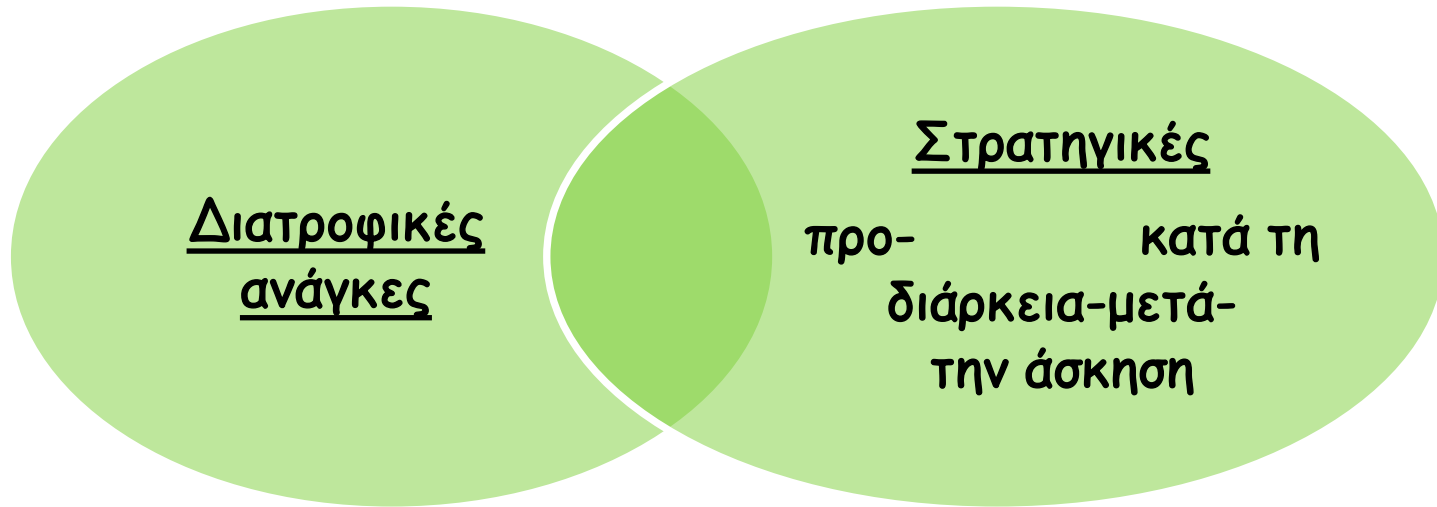 Διατροφικές
ανάγκες
Στρατηγικές
προ- κατά τη
διάρκεια-μετά-
την άσκηση